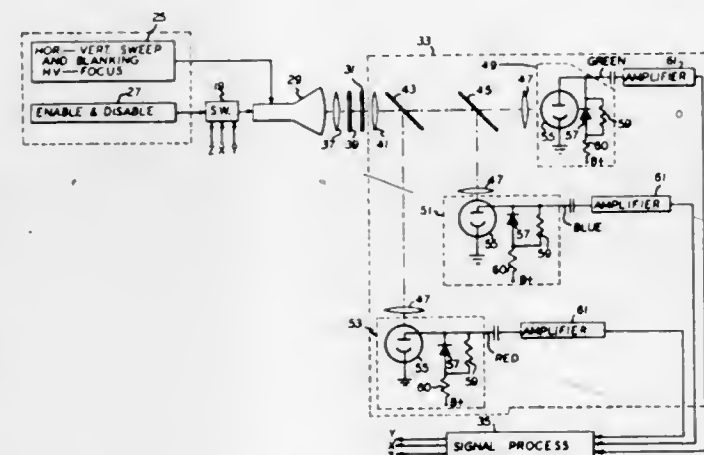 25
HOR — VERT. SWEEP
AND BLANKING
HV — FOCUS
27
ENABLE & DISABLE
19
S.W.
Z X Y
29
37
39
31
41
33
43
45
47
49
GREEN
61
AMPLIFIER
55
57
59
60
B+
47
51
55
57
59
60
B+
BLUE
61
AMPLIFIER
47
53
55
57
59
60
B+
RED
61
AMPLIFIER
35
SIGNAL PROCESS
Y
X